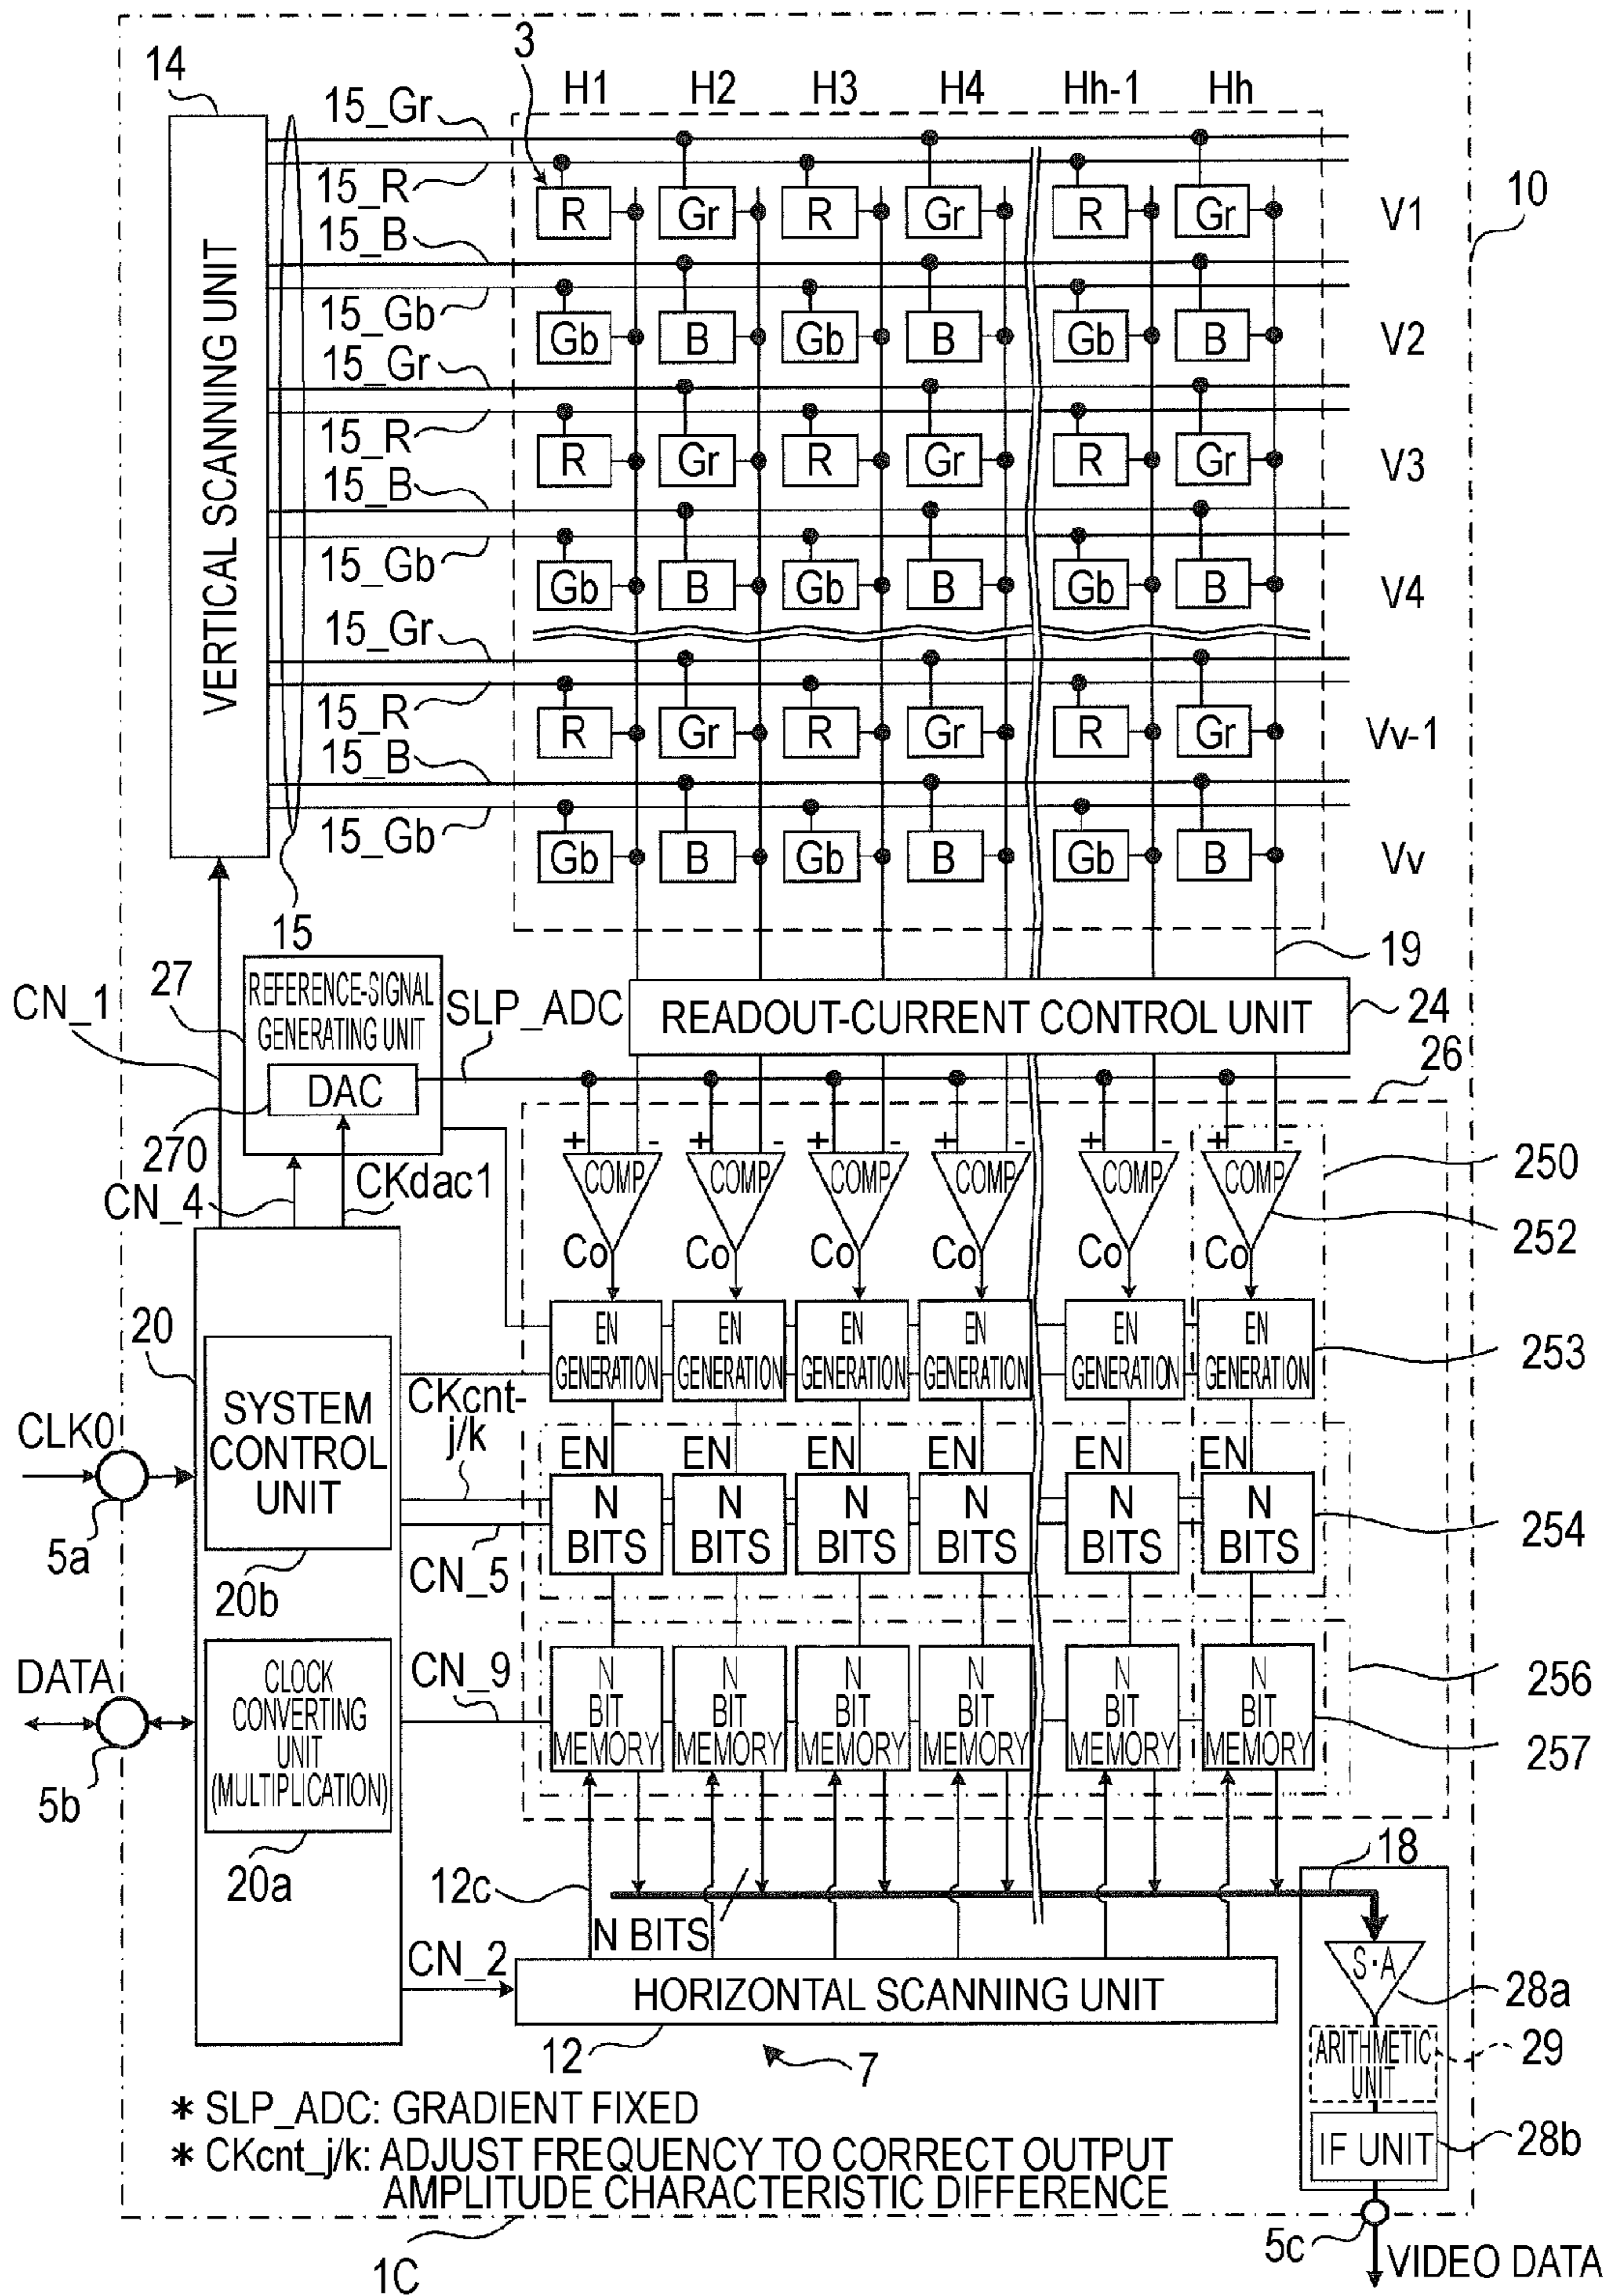 3
14
H1 H2 H3 H4 Hh-1 Hh
15_Gr
15_R
R Gr R Gr R Gr
V1
10
15_B
15_Gb
Gb B Gb B Gb B
V2
15_Gr
15_R
R Gr R Gr R Gr
V3
15_B
15_Gb
Gb B Gb B Gb B
V4
15_Gr
15_R
R Gr R Gr R Gr
Vv-1
15_B
15_Gb
Gb B Gb B Gb B
Vv
VERTICAL SCANNING UNIT
15
19
CN_1
27
REFERENCE-SIGNAL
GENERATING UNIT
DAC
270
SLP_ADC
READOUT-CURRENT CONTROL UNIT
24
26
CN_4
CKdac1
+ - + - + - + - + - + -
COMP COMP COMP COMP COMP COMP
250
252
Co Co Co Co Co Co
EN
GENERATION
EN
GENERATION
EN
GENERATION
EN
GENERATION
EN
GENERATION
EN
GENERATION
253
20
SYSTEM
CONTROL
UNIT
20b
CLK0
5a
CKcnt-
j/k
EN EN EN EN EN EN
N
BITS
N
BITS
N
BITS
N
BITS
N
BITS
N
BITS
254
CN_5
DATA
5b
CLOCK
CONVERTING
UNIT
(MULTIPLICATION)
20a
CN_9
N
BIT
MEMORY
N
BIT
MEMORY
N
BIT
MEMORY
N
BIT
MEMORY
N
BIT
MEMORY
N
BIT
MEMORY
256
257
12c
N BITS
18
CN_2
HORIZONTAL SCANNING UNIT
12
7
S·A
28a
ARITHMETIC
UNIT
29
IF UNIT
28b
5c
VIDEO DATA
* SLP_ADC: GRADIENT FIXED
* CKcnt_j/k: ADJUST FREQUENCY TO CORRECT OUTPUT
AMPLITUDE CHARACTERISTIC DIFFERENCE
1C